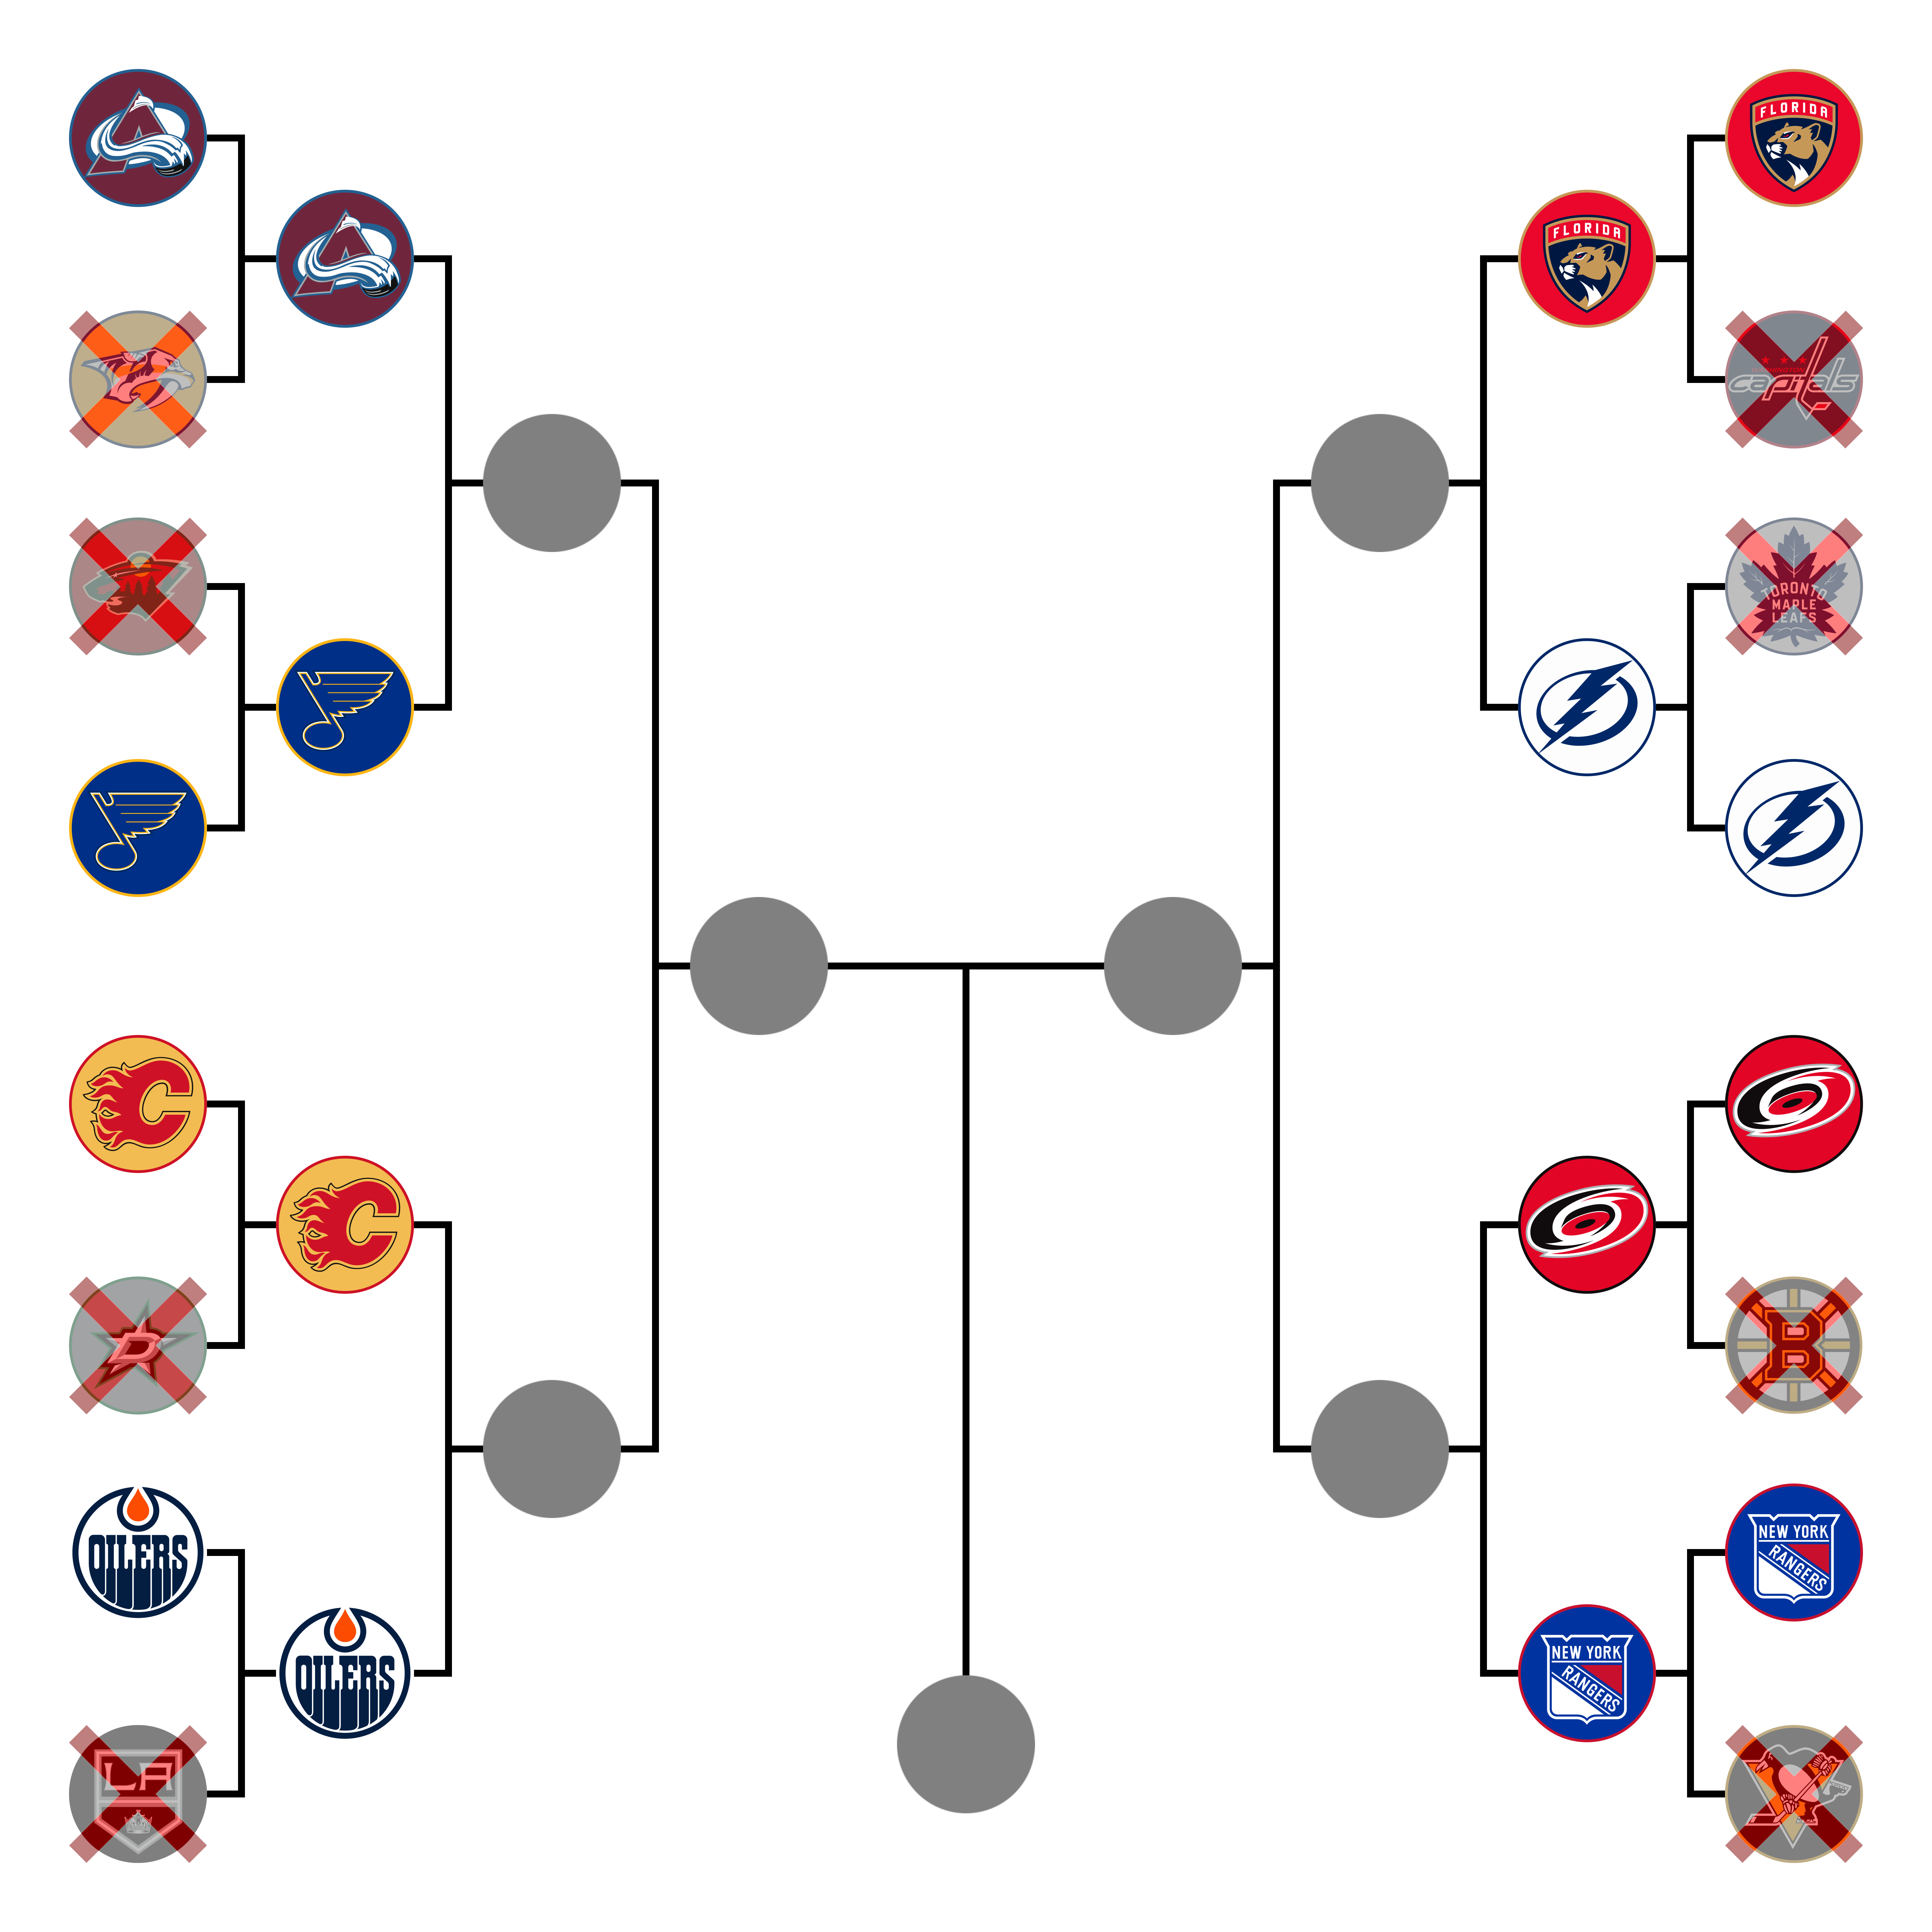 FLORIDA
FLORIDA
capitals
TORONTO
MAPLE
LEAFS
C
C
D
B
OILERS
NEW YORK
RANGERS
OILERS
NEW YORK
RANGERS
LA